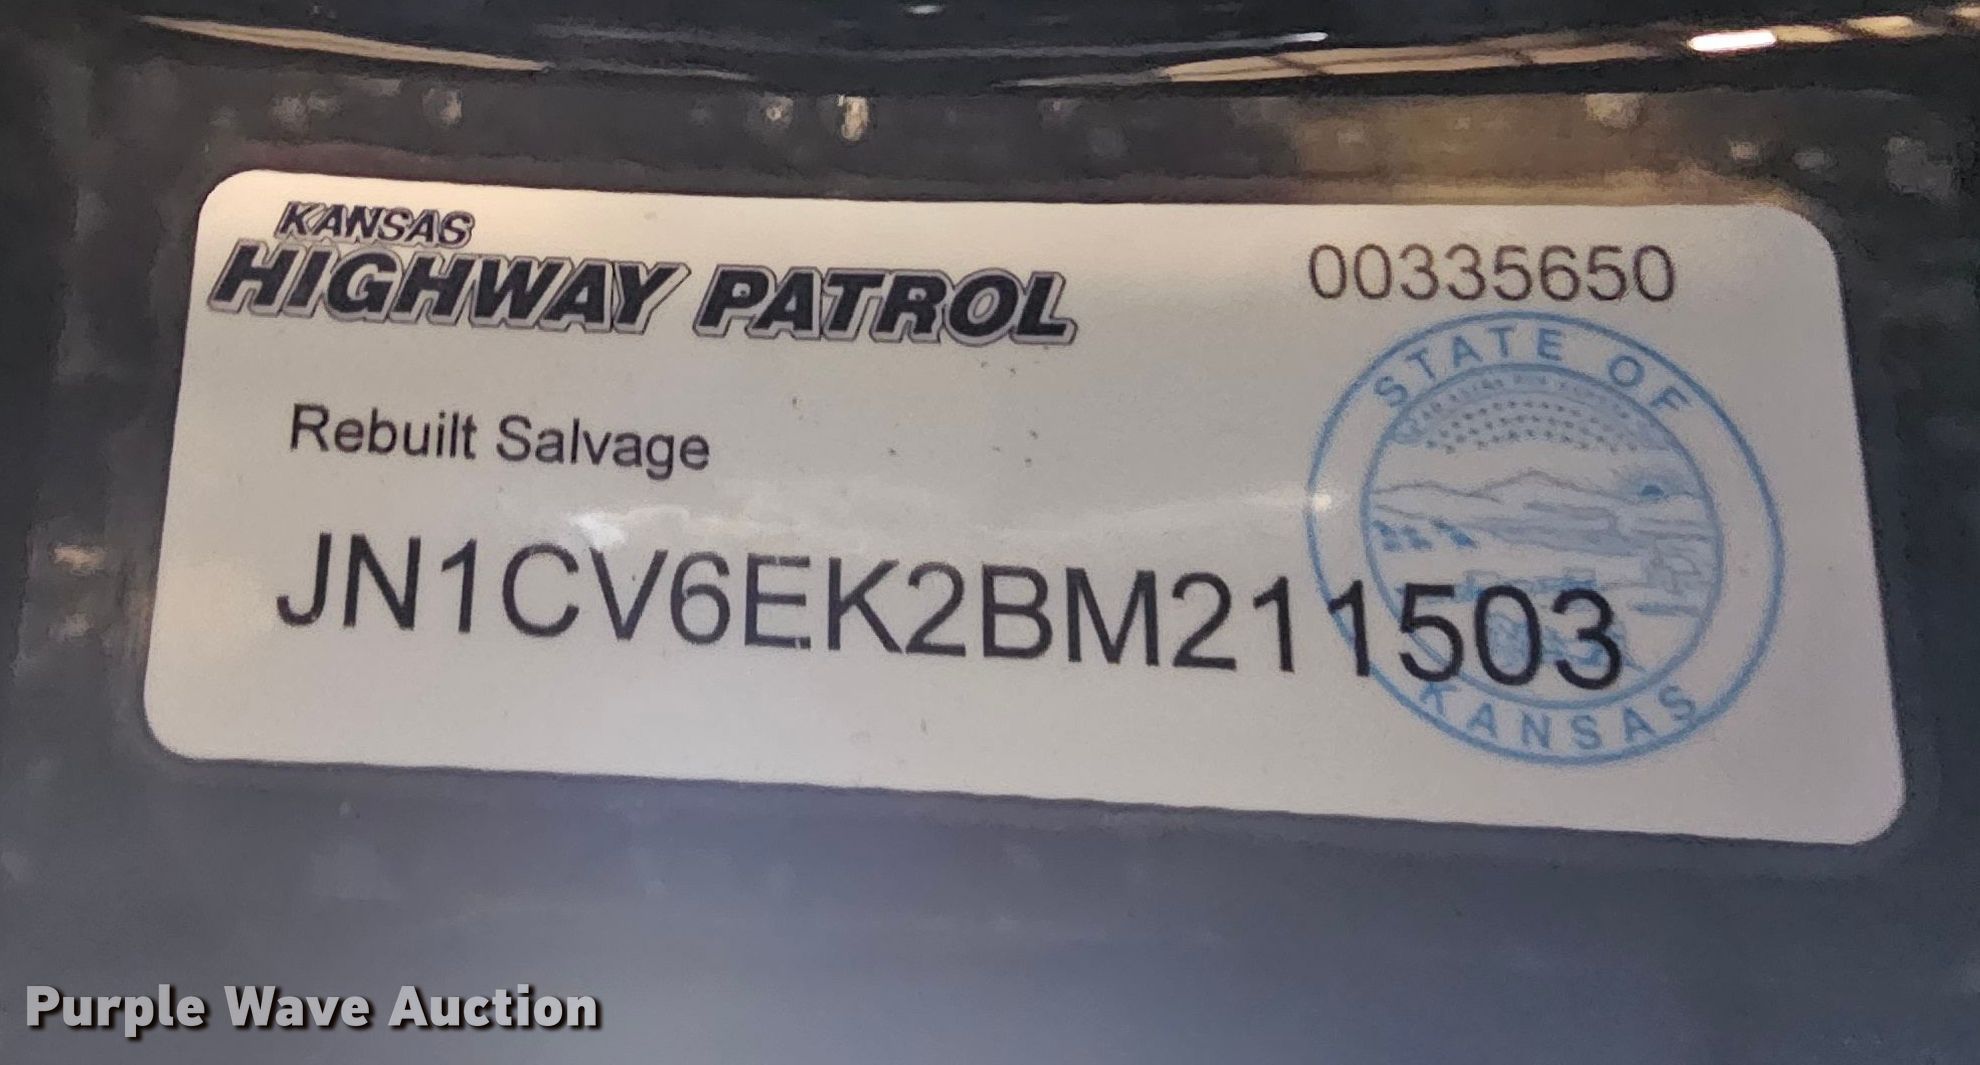 KANSAS
HIGHWAY PATROL
00335650
Rebuilt Salvage
JN1CV6EK2BM211503
STATE OF
KANSAS
Purple Wave Auction